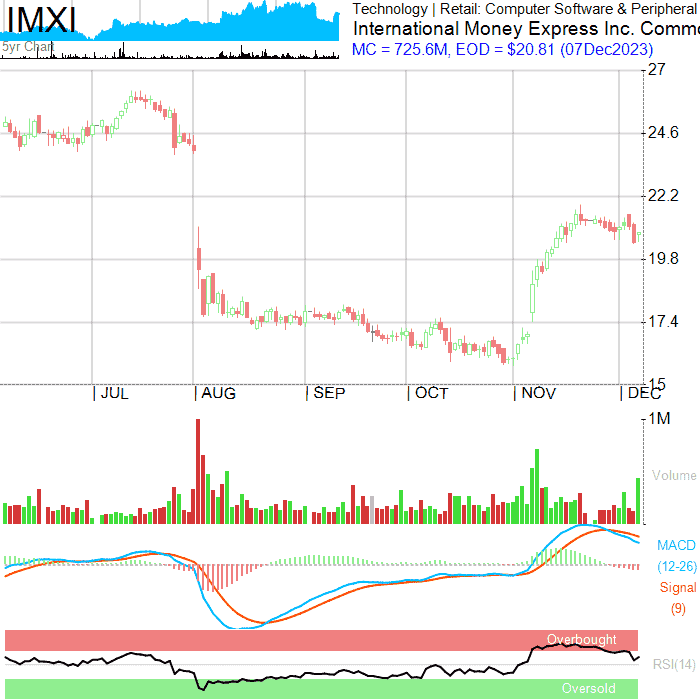 IMXI
5yr Chart
Technology | Retail: Computer Software & Peripheral
International Money Express Inc. Commo
MC = 725.6M, EOD = $20.81 (07Dec2023)
27
24.6
22.2
19.8
17.4
15
JUL AUG SEP OCT NOV DEC
1M
Volume
MACD
(12-26)
Signal
(9)
Overbought
RSI(14)
Oversold